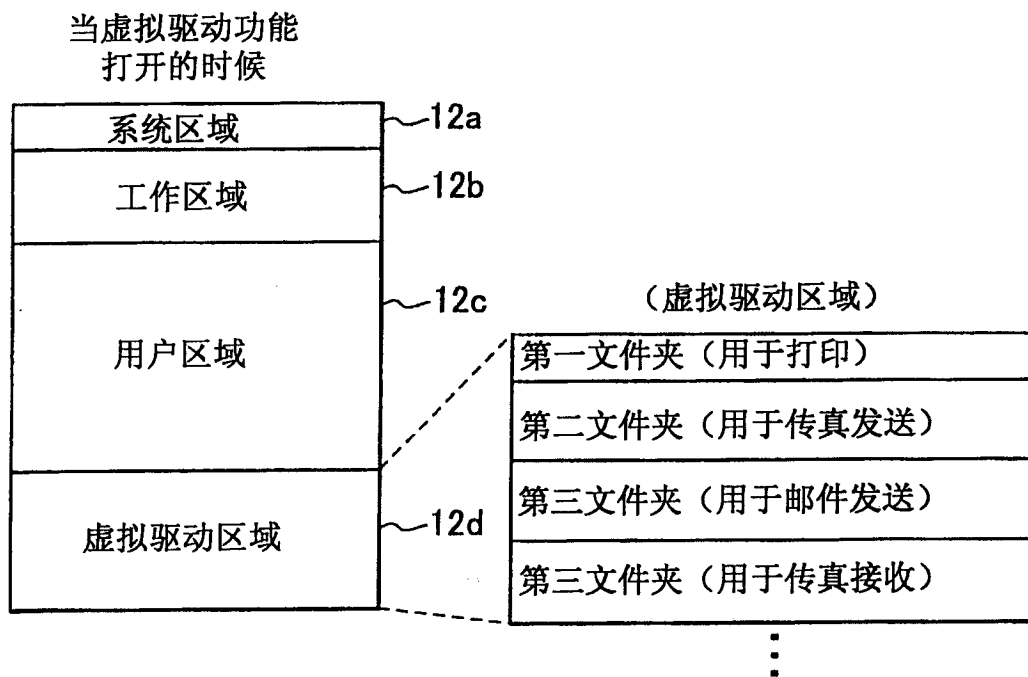 当虚拟驱动功能
打开的时候
系统区域
12a
工作区域
12b
用户区域
12c
虚拟驱动区域
12d
（虚拟驱动区域）
第一文件夹（用于打印）
第二文件夹（用于传真发送）
第三文件夹（用于邮件发送）
第三文件夹（用于传真接收）